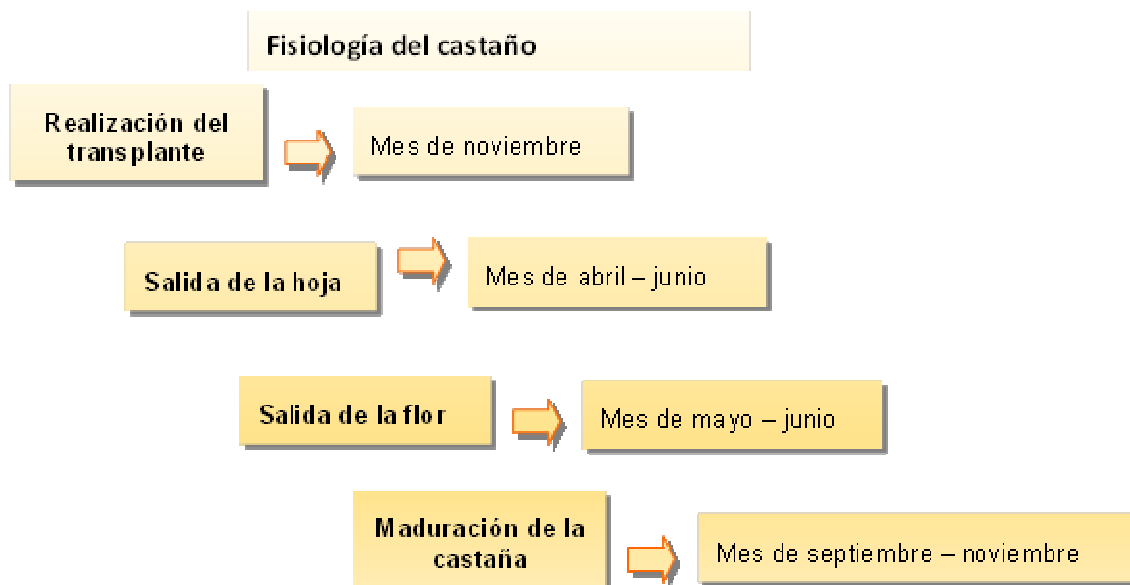 Fisiología del castaño
Realización del
transplante
Mes de noviembre
Salida de la hoja
Mes de abril – junio
Salida de la flor
Mes de mayo – junio
Maduración de la
castaña
Mes de septiembre – noviembre